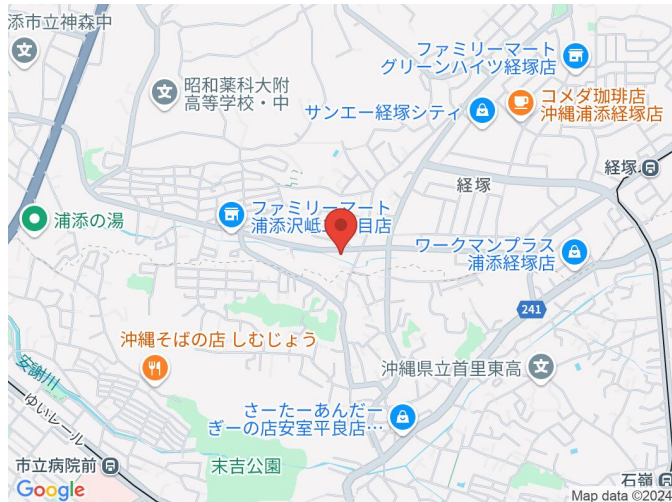 添市立神森中
昭和薬科大附
高等学校・中
ファミリーマート
グリーンハイツ経塚店
コメダ珈琲店
沖縄浦添経塚店
サンエー経塚シティ
経塚
経塚
ファミリーマート
浦添の湯
ワークマンプラス
浦添経塚店
241
沖縄そばの店 しむじょう
沖縄県立首里東高
安謝川
ゆいレール
さーたーあんだー
ぎーの店安室平良店…
市立病院前
末吉公園
石嶺
Google
Map data ©202